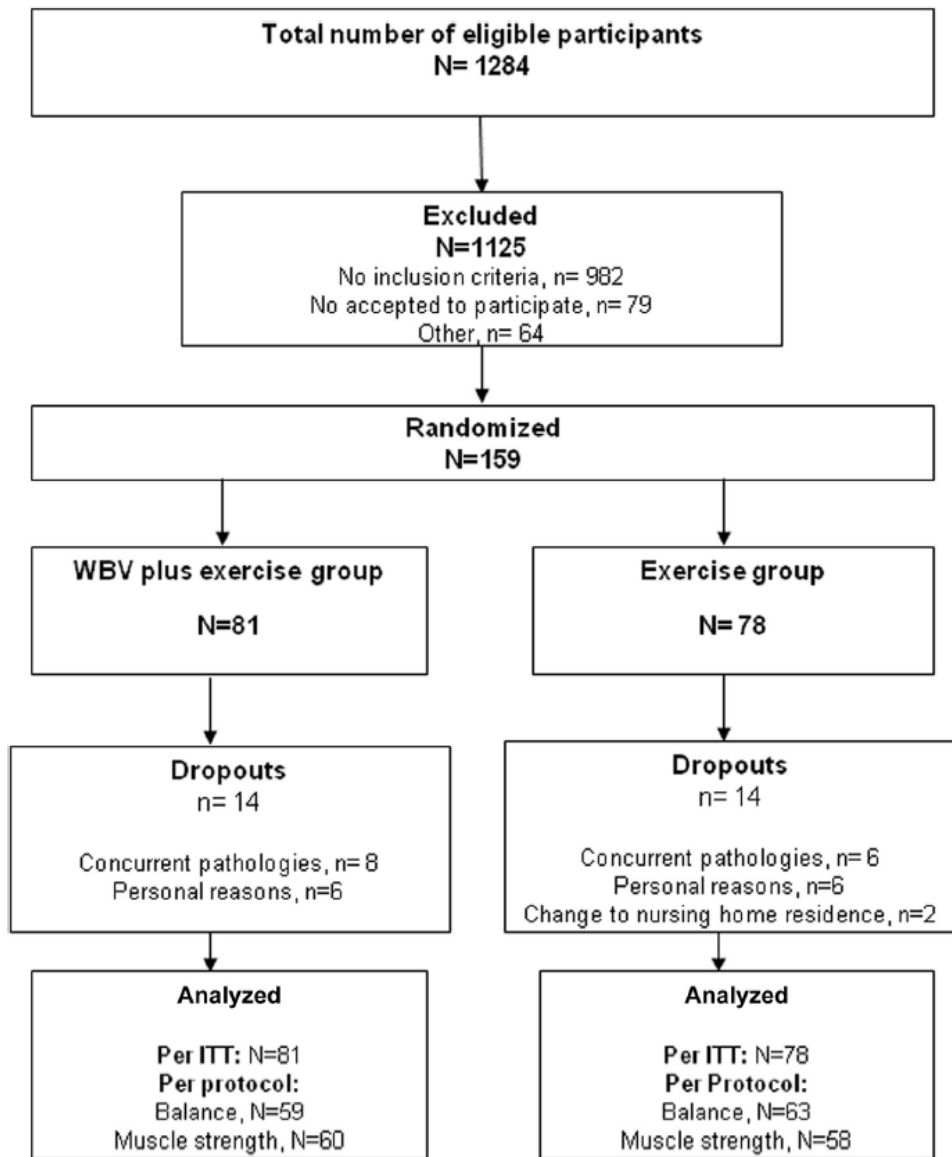 Total number of eligible participants
N= 1284
Excluded
N=1125
No inclusion criteria, n= 982
No accepted to participate, n= 79
Other, n= 64
Randomized
N=159
WBV plus exercise group
N=81
Exercise group
N= 78
Dropouts
n= 14
Concurrent pathologies, n= 8
Personal reasons, n=6
Dropouts
n= 14
Concurrent pathologies, n= 6
Personal reasons, n=6
Change to nursing home residence, n=2
Analyzed
Per ITT: N=81
Per protocol:
Balance, N=59
Muscle strength, N=60
Analyzed
Per ITT: N=78
Per Protocol:
Balance, N=63
Muscle strength, N=58